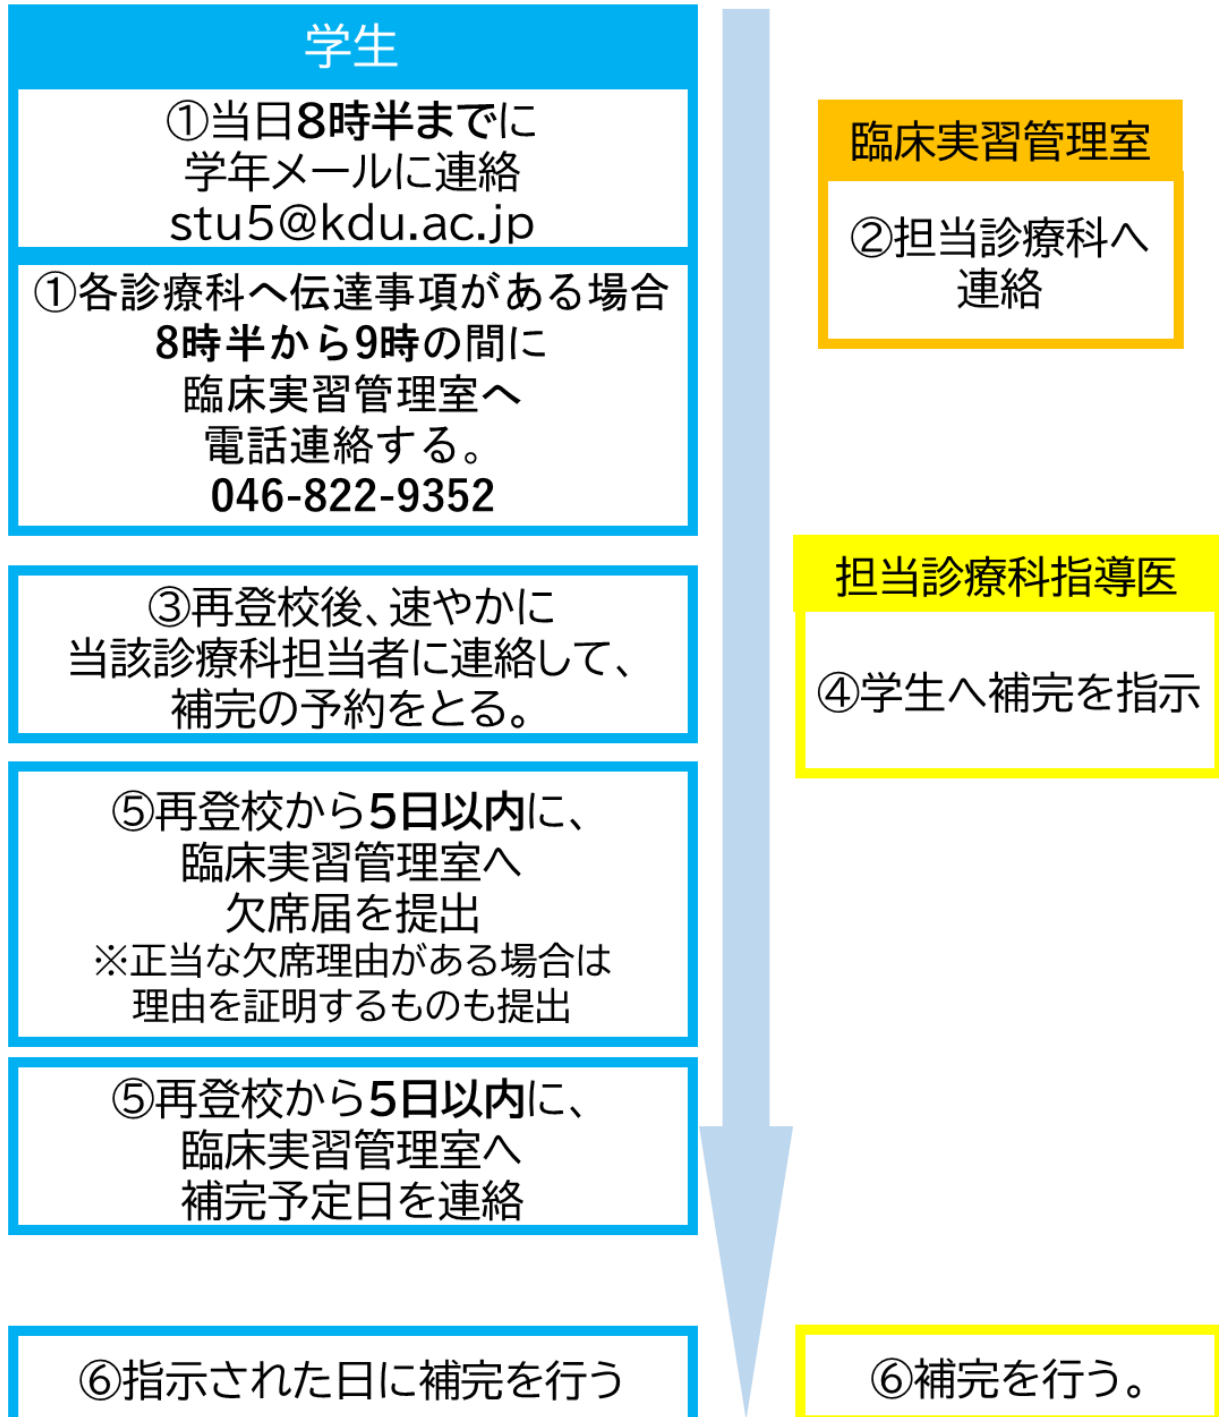 学生
①当日8時半までに
学年メールに連絡
stu5@kdu.ac.jp
①各診療科へ伝達事項がある場合
8時半から9時の間に
臨床実習管理室へ
電話連絡する。
046-822-9352
臨床実習管理室
②担当診療科へ
連絡
③再登校後、速やかに
当該診療科担当者に連絡して、
補完の予約をとる。
担当診療科指導医
④学生へ補完を指示
⑤再登校から5日以内に、
臨床実習管理室へ
欠席届を提出
※正当な欠席理由がある場合は
理由を証明するものも提出
⑤再登校から5日以内に、
臨床実習管理室へ
補完予定日を連絡
⑥指示された日に補完を行う
⑥補完を行う。